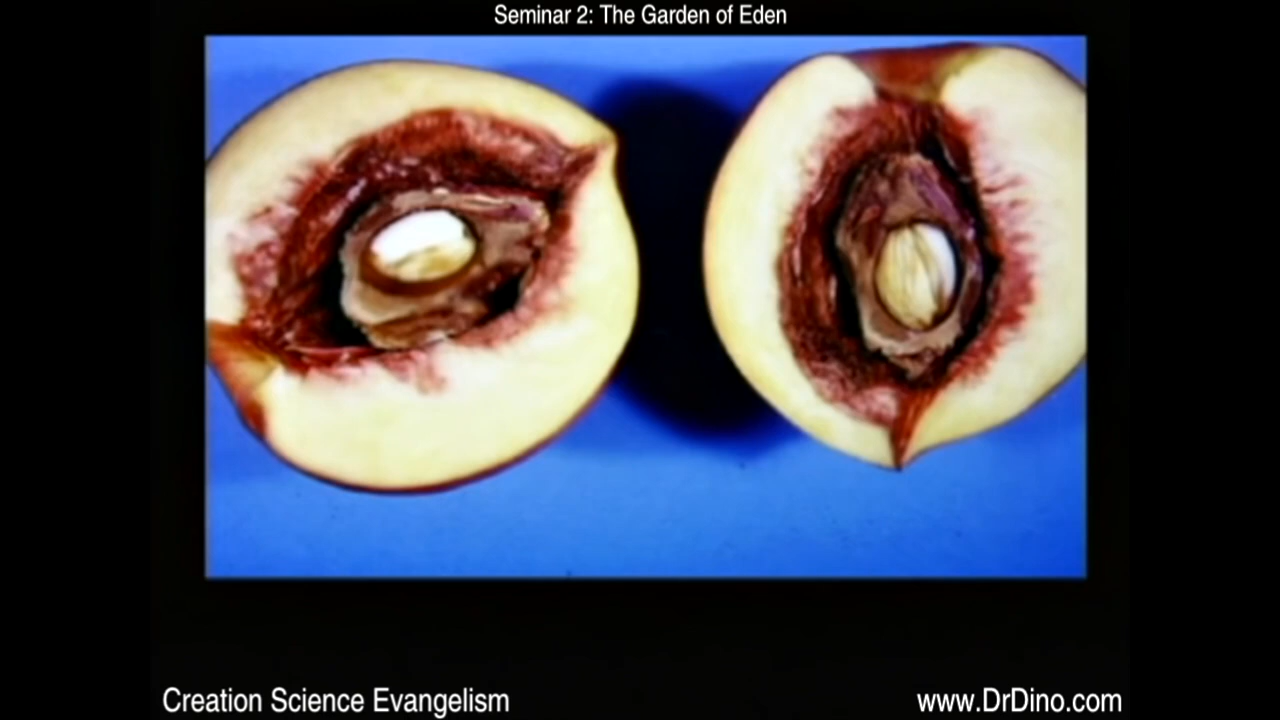 Seminar 2: The Garden of Eden
Creation Science Evangelism
www.DrDino.com